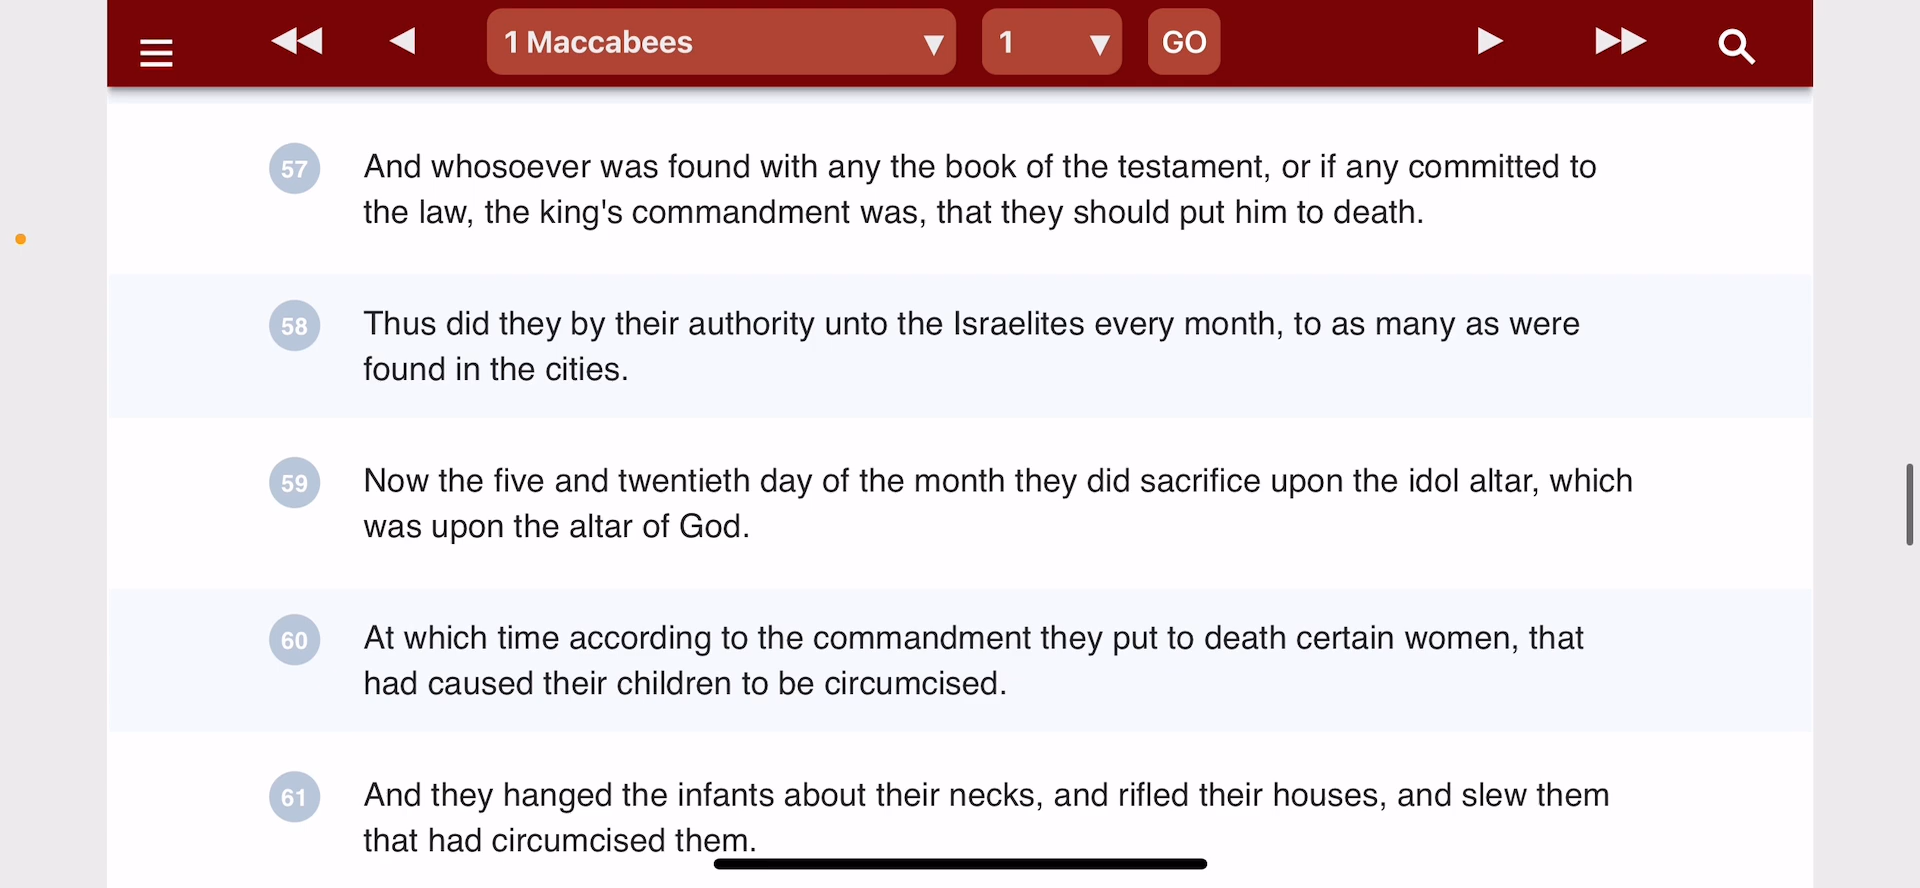 1 Maccabees 1 GO
57 And whosoever was found with any the book of the testament, or if any committed to
the law, the king's commandment was, that they should put him to death.
58 Thus did they by their authority unto the Israelites every month, to as many as were
found in the cities.
59 Now the five and twentieth day of the month they did sacrifice upon the idol altar, which
was upon the altar of God.
60 At which time according to the commandment they put to death certain women, that
had caused their children to be circumcised.
61 And they hanged the infants about their necks, and rifled their houses, and slew them
that had circumcised them.